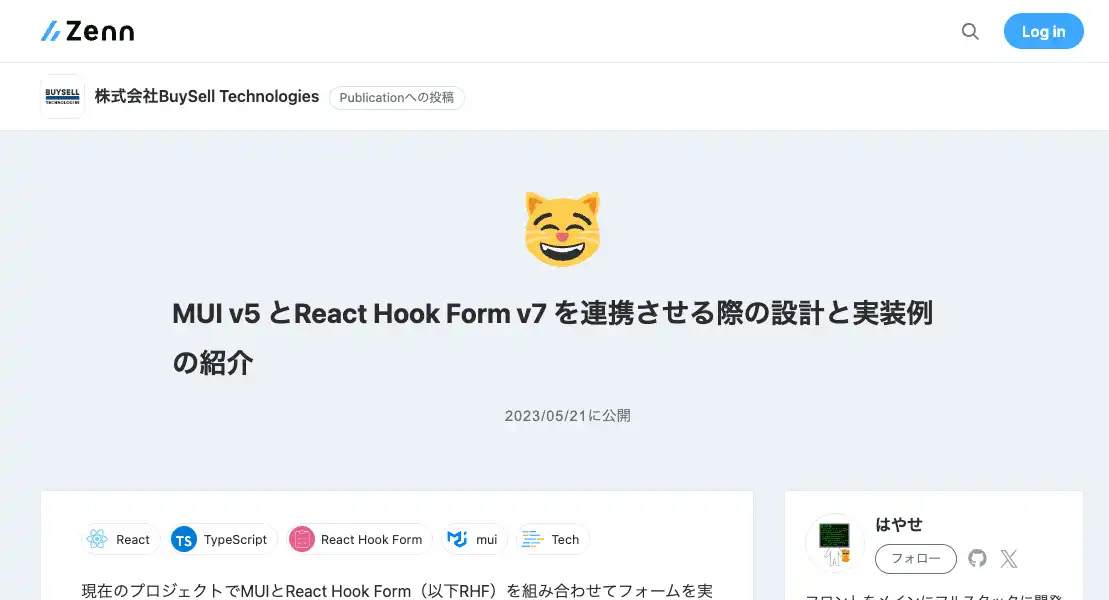 Zenn
Log in
BUYSELL
TECHNOLOGIES
株式会社BuySell Technologies
Publicationへの投稿
MUI v5 とReact Hook Form v7 を連携させる際の設計と実装例
の紹介
2023/05/21に公開
React
TS
TypeScript
React Hook Form
mui
Tech
現在のプロジェクトでMUIとReact Hook Form（以下RHF）を組み合わせてフォームを実
はやせ
フォロー
フロントをメインにフルスタックに開発